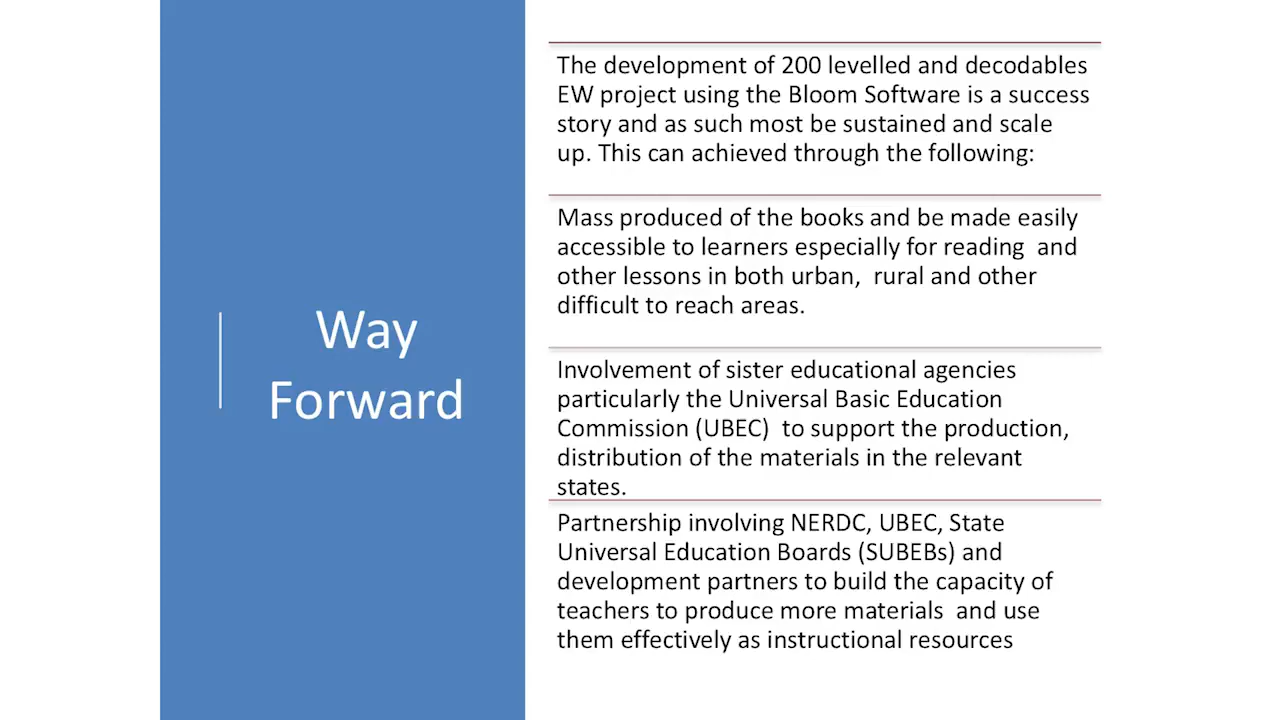 Way
Forward
The development of 200 levelled and decodables
EW project using the Bloom Software is a success
story and as such most be sustained and scale
up. This can achieved through the following:
Mass produced of the books and be made easily
accessible to learners especially for reading  and
other lessons in both urban,  rural and other
difficult to reach areas.
Involvement of sister educational agencies
particularly the Universal Basic Education
Commission (UBEC)  to support the production,
distribution of the materials in the relevant
states.
Partnership involving NERDC, UBEC, State
Universal Education Boards (SUBEBs) and
development partners to build the capacity of
teachers to produce more materials  and use
them effectively as instructional resources